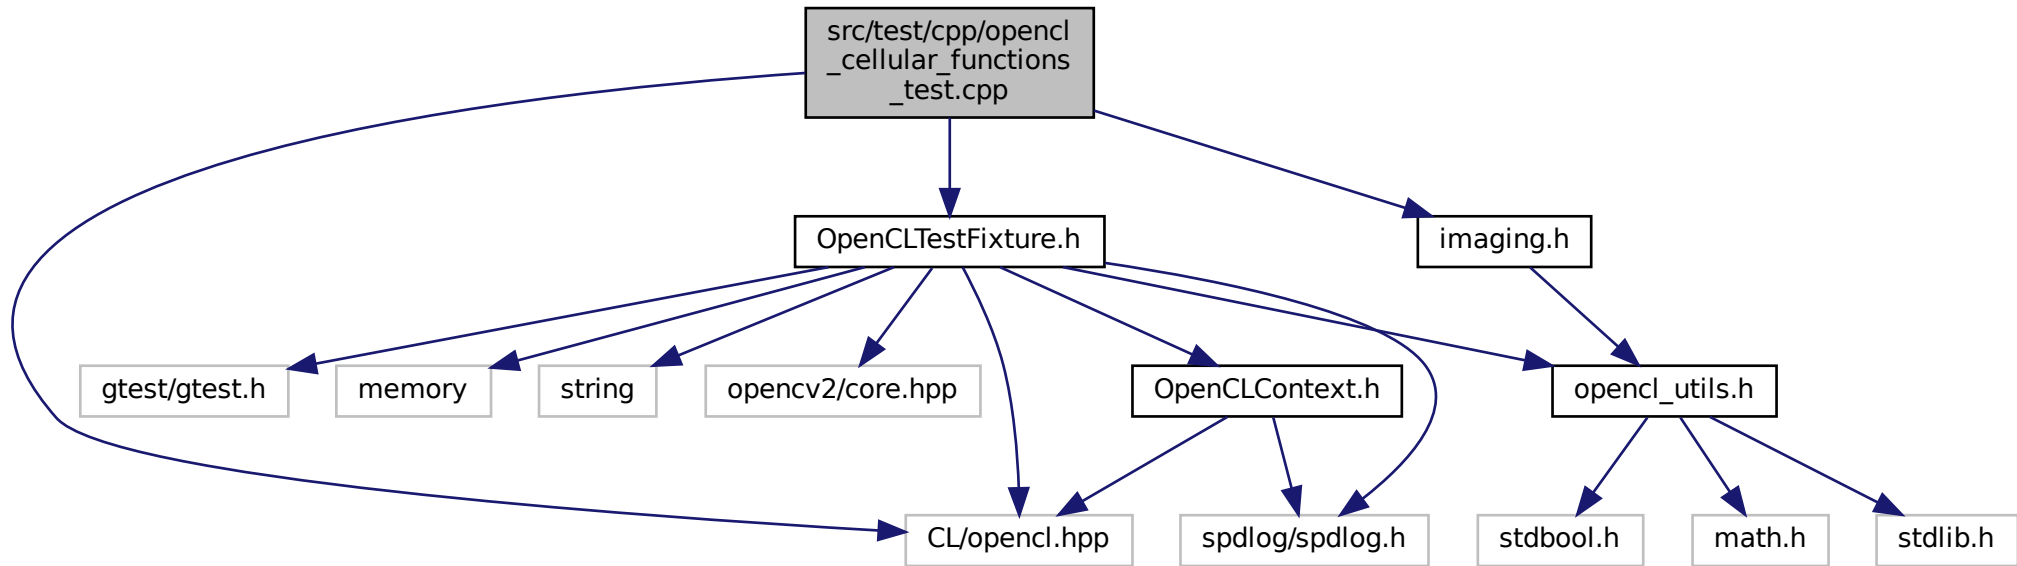 src/test/cpp/opencl
_cellular_functions
_test.cpp
OpenCLTestFixture.h
imaging.h
gtest/gtest.h
memory
string
opencv2/core.hpp
OpenCLContext.h
opencl_utils.h
CL/opencl.hpp
spdlog/spdlog.h
stdbool.h
math.h
stdlib.h